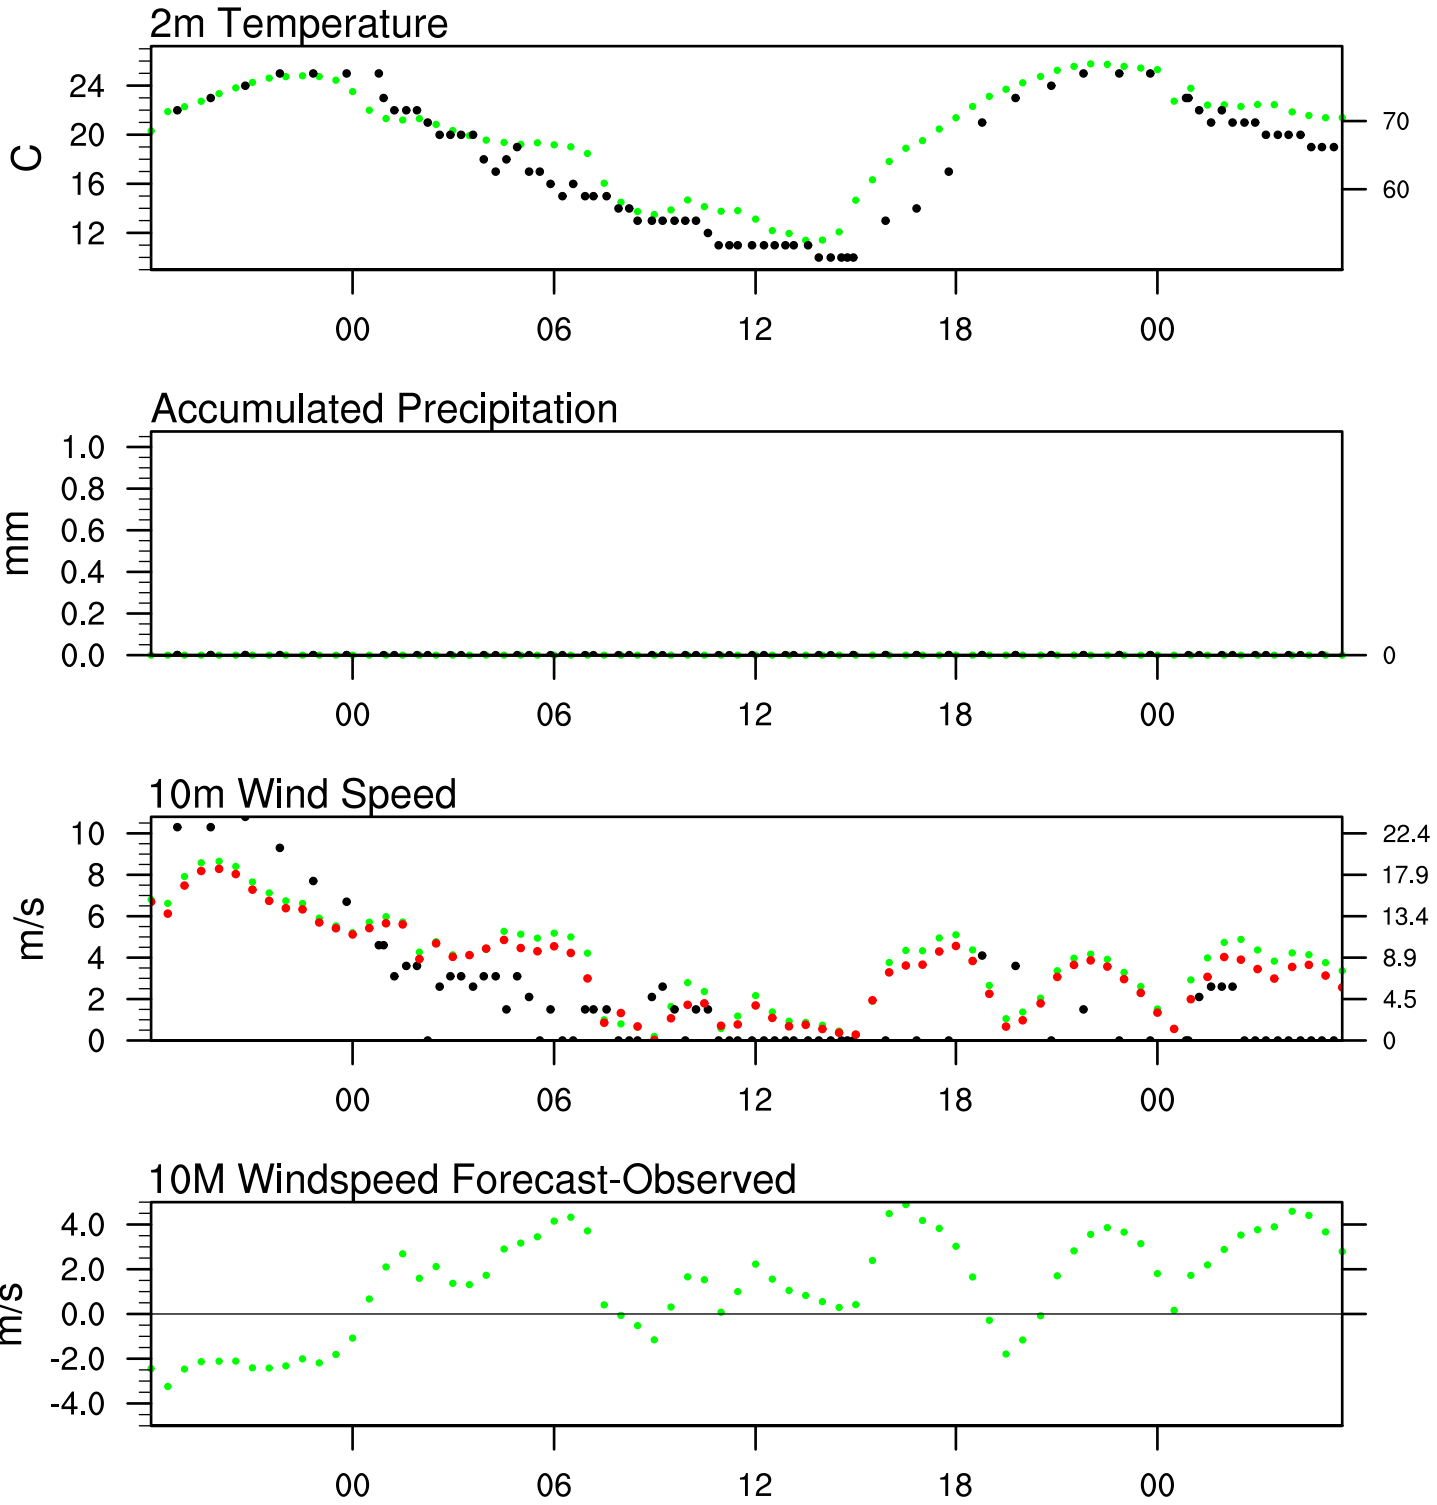 2m Temperature
24
20
16
12
C
70
60
00 06 12 18 00
Accumulated Precipitation
1.0
0.8
0.6
0.4
0.2
0.0
mm
0
00 06 12 18 00
10m Wind Speed
10
8
6
4
2
0
m/s
22.4
17.9
13.4
8.9
4.5
0
00 06 12 18 00
10M Windspeed Forecast-Observed
4.0
2.0
0.0
-2.0
-4.0
m/s
00 06 12 18 00